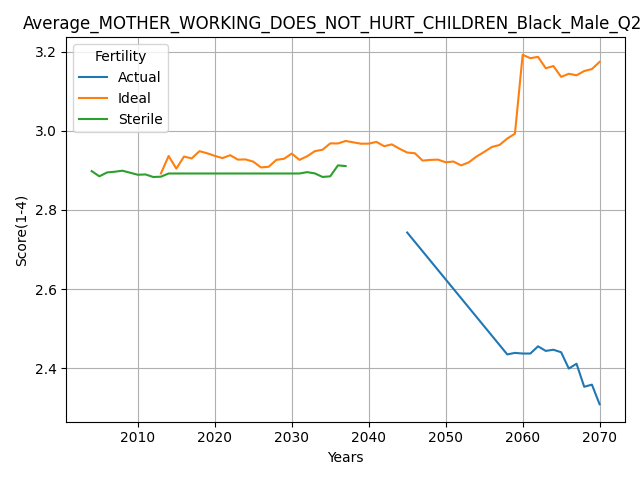 Average_MOTHER_WORKING_DOES_NOT_HURT_CHILDREN_Black_Male_Q2
Fertility
Actual
Ideal
Sterile
3.2
3.0
2.8
2.6
2.4
Score(1-4)
2010 2020 2030 2040 2050 2060 2070
Years